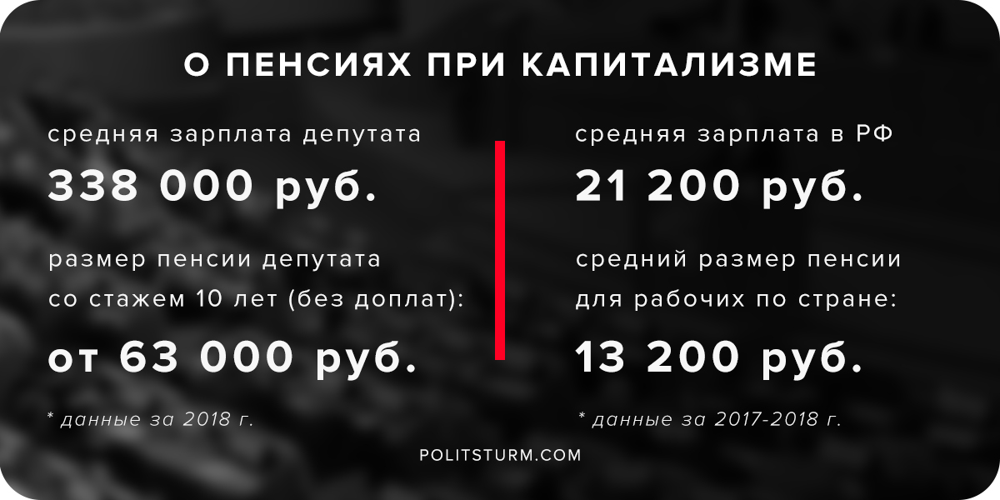 О ПЕНСИЯХ ПРИ КАПИТАЛИЗМЕ
средняя зарплата депутата
338 000 руб.
размер пенсии депутата
со стажем 10 лет (без доплат):
от 63 000 руб.
* данные за 2018 г.
средняя зарплата в РФ
21 200 руб.
средний размер пенсии
для рабочих по стране:
13 200 руб.
* данные за 2017-2018 г.
POLITSTURM.COM